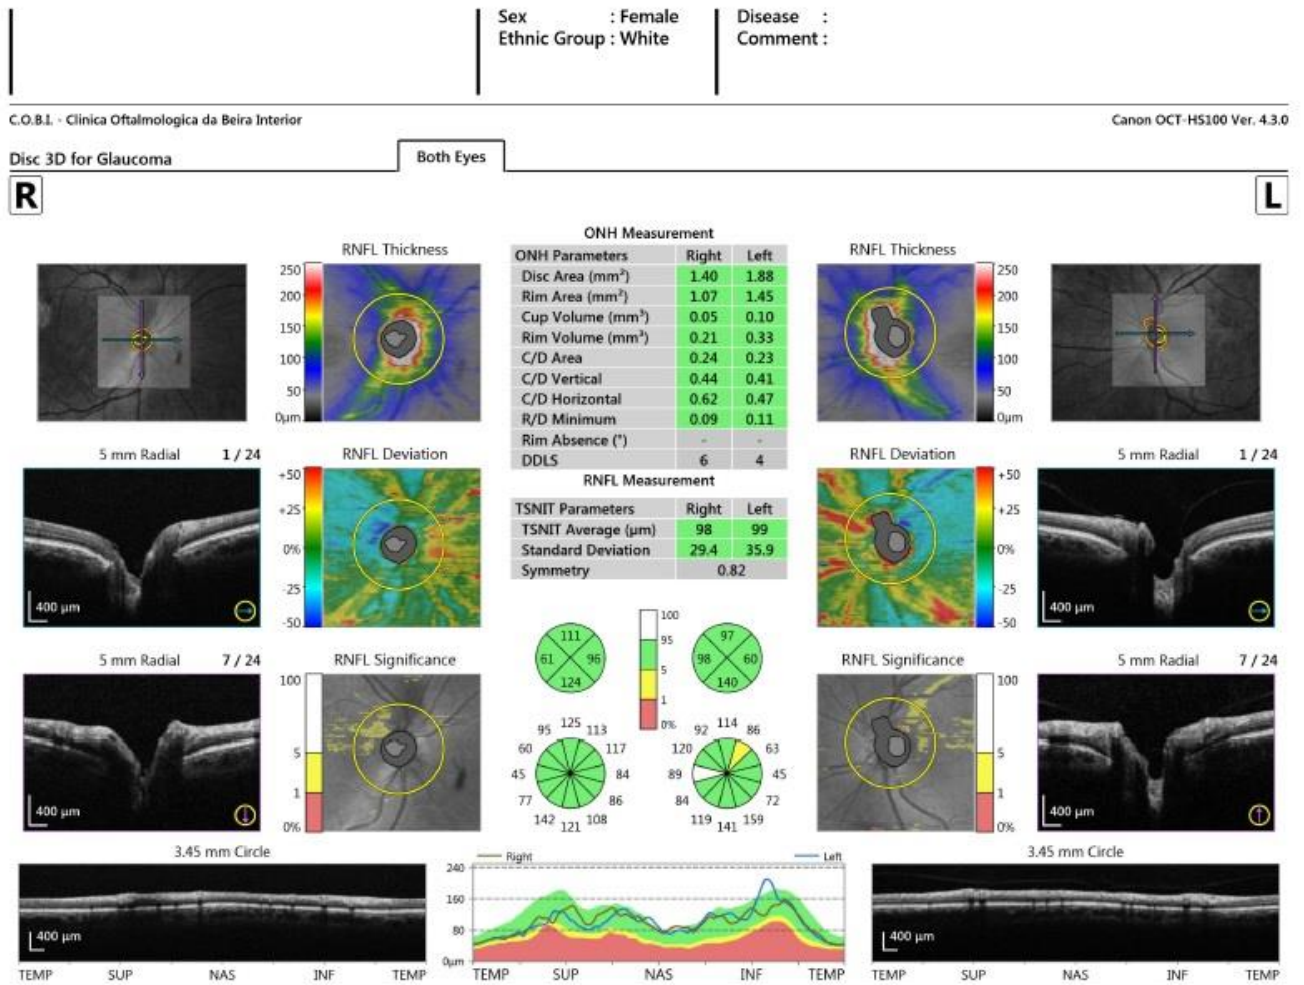 Sex : Female
Ethnic Group : White
Disease :
Comment :
C.O.B.I. - Clinica Oftalmologica da Beira Interior
Canon OCT-HS100 Ver. 4.3.0
Disc 3D for Glaucoma
Both Eyes
R
L
RNFL Thickness
250
200
150
100
50
0μm
ONH Measurement
ONH Parameters Right Left
Disc Area (mm²) 1.40 1.88
Rim Area (mm²) 1.07 1.45
Cup Volume (mm³) 0.05 0.10
Rim Volume (mm³) 0.21 0.33
C/D Area 0.24 0.23
C/D Vertical 0.44 0.41
C/D Horizontal 0.62 0.47
R/D Minimum 0.09 0.11
Rim Absence (°) - -
DDLS 6 4
RNFL Thickness
250
200
150
100
50
0μm
5 mm Radial 1 / 24
400 μm
RNFL Deviation
+50
+25
0%
-25
-50
RNFL Measurement
TSNIT Parameters Right Left
TSNIT Average (μm) 98 99
Standard Deviation 29.4 35.9
Symmetry 0.82
RNFL Deviation
+50
+25
0%
-25
-50
5 mm Radial 1 / 24
400 μm
5 mm Radial 7 / 24
400 μm
RNFL Significance
100
5
1
0%
111
61 96
124
100
95
5
1
0%
97
98 60
140
125
95 113
60 117
45 84
77 86
142 108
121
114
92 86
120 63
89 45
84 72
119 159
141
RNFL Significance
100
5
1
0%
5 mm Radial 7 / 24
400 μm
3.45 mm Circle
400 μm
TEMP SUP NAS INF TEMP
Right Left
240
160
80
0μm
TEMP SUP NAS INF TEMP
3.45 mm Circle
400 μm
TEMP SUP NAS INF TEMP